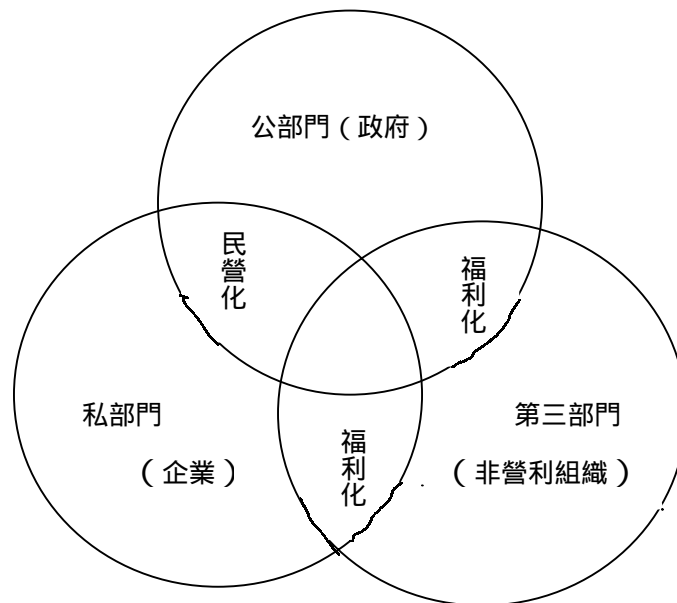 公部門（政府）
民營化
福利化
私部門
（企業）
第三部門
（非營利組織）
福利化